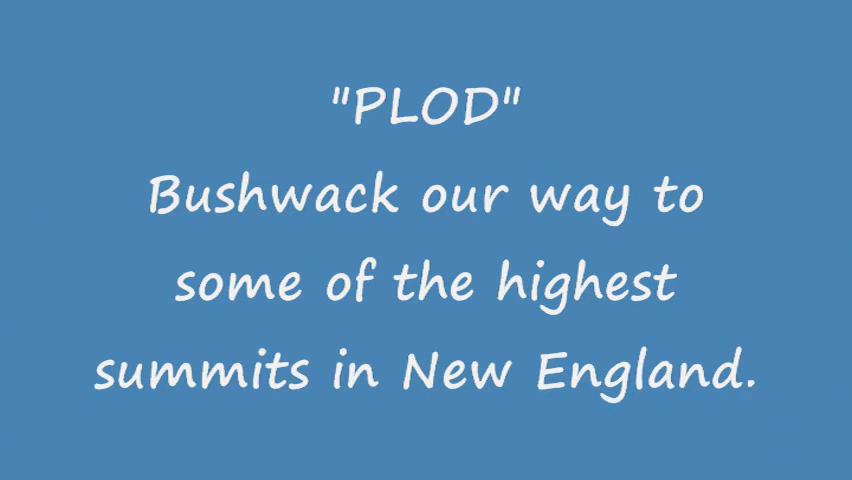 "PLOD"
Bushwack our way to
some of the highest
summits in New England.